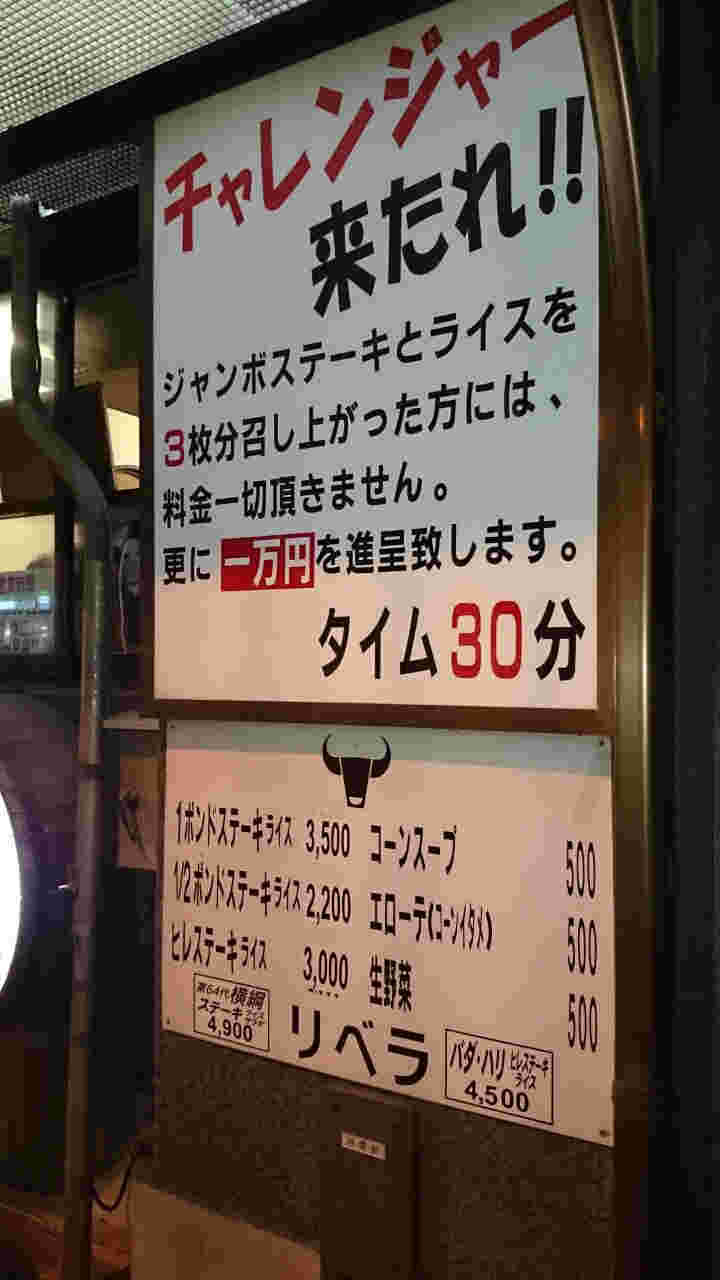 チャレンジャー
来たれ!!
ジャンボステーキとライスを
3枚分召し上がった方には、
料金一切頂きません。
更に一万円を進呈致します。
タイム30分
1ポンドステーキライス 3,500 コーンスープ 500
1/2ポンドステーキライス 2,200 エローテ(コーンイタメ) 500
ヒレステーキライス 3,000 生野菜 500
第64代横綱
ステーキ
4,900
リベラ
バダ・ハリ ヒレステーキ
ライス
4,500